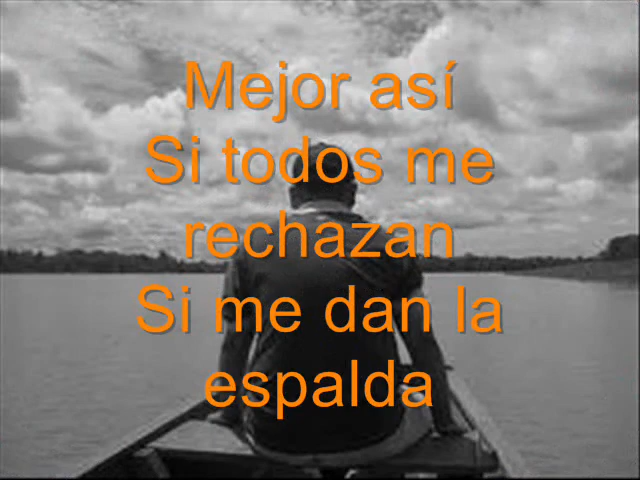 Mejor así
Si todos me
rechazan
Si me dan la
espalda